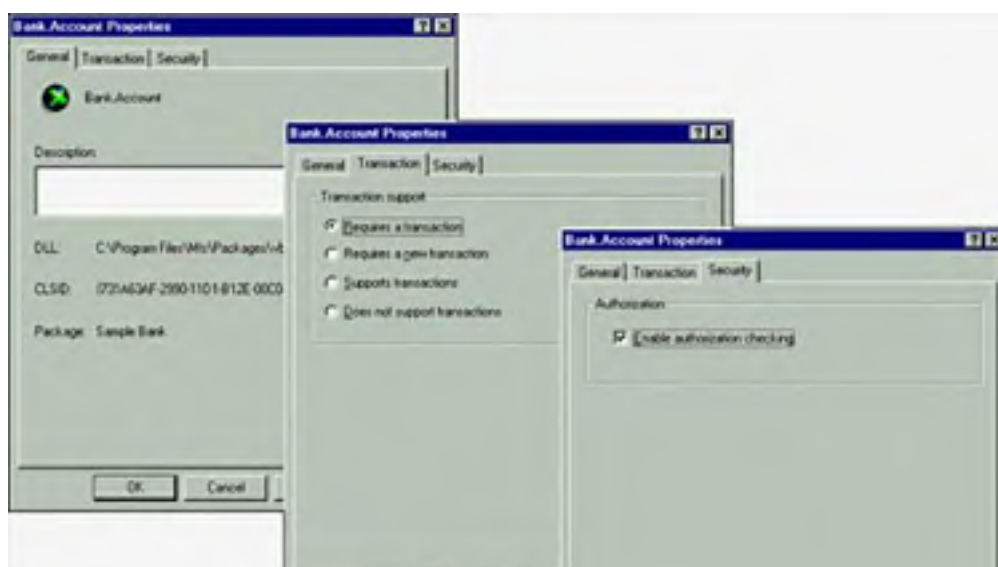 Bank.Account Properties
General Transaction Security
Bank.Account
Description:
DLL: C:\Program Files\Mts\Packages\
CLSID:
Package: Sample Bank
OK Cancel
Bank.Account Properties
General Transaction Security
Transaction support
Requires a transaction
Requires a new transaction
Supports transactions
Does not support transactions
Bank.Account Properties
General Transaction Security
Authorization
Enable authorization checking